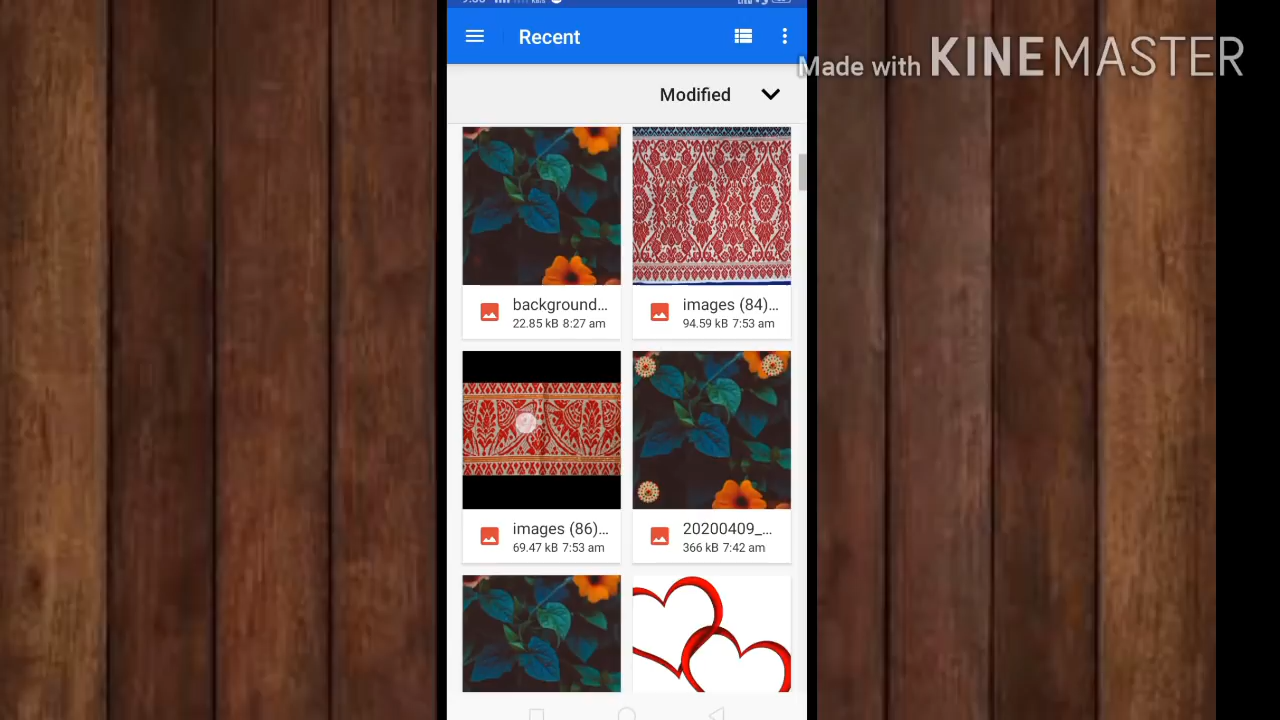 Recent
Made with KINEMASTER
Modified
background...
22.85 kB 8:27 am
images (84)...
94.59 kB 7:53 am
images (86)...
69.47 kB 7:53 am
20200409_...
366 kB 7:42 am